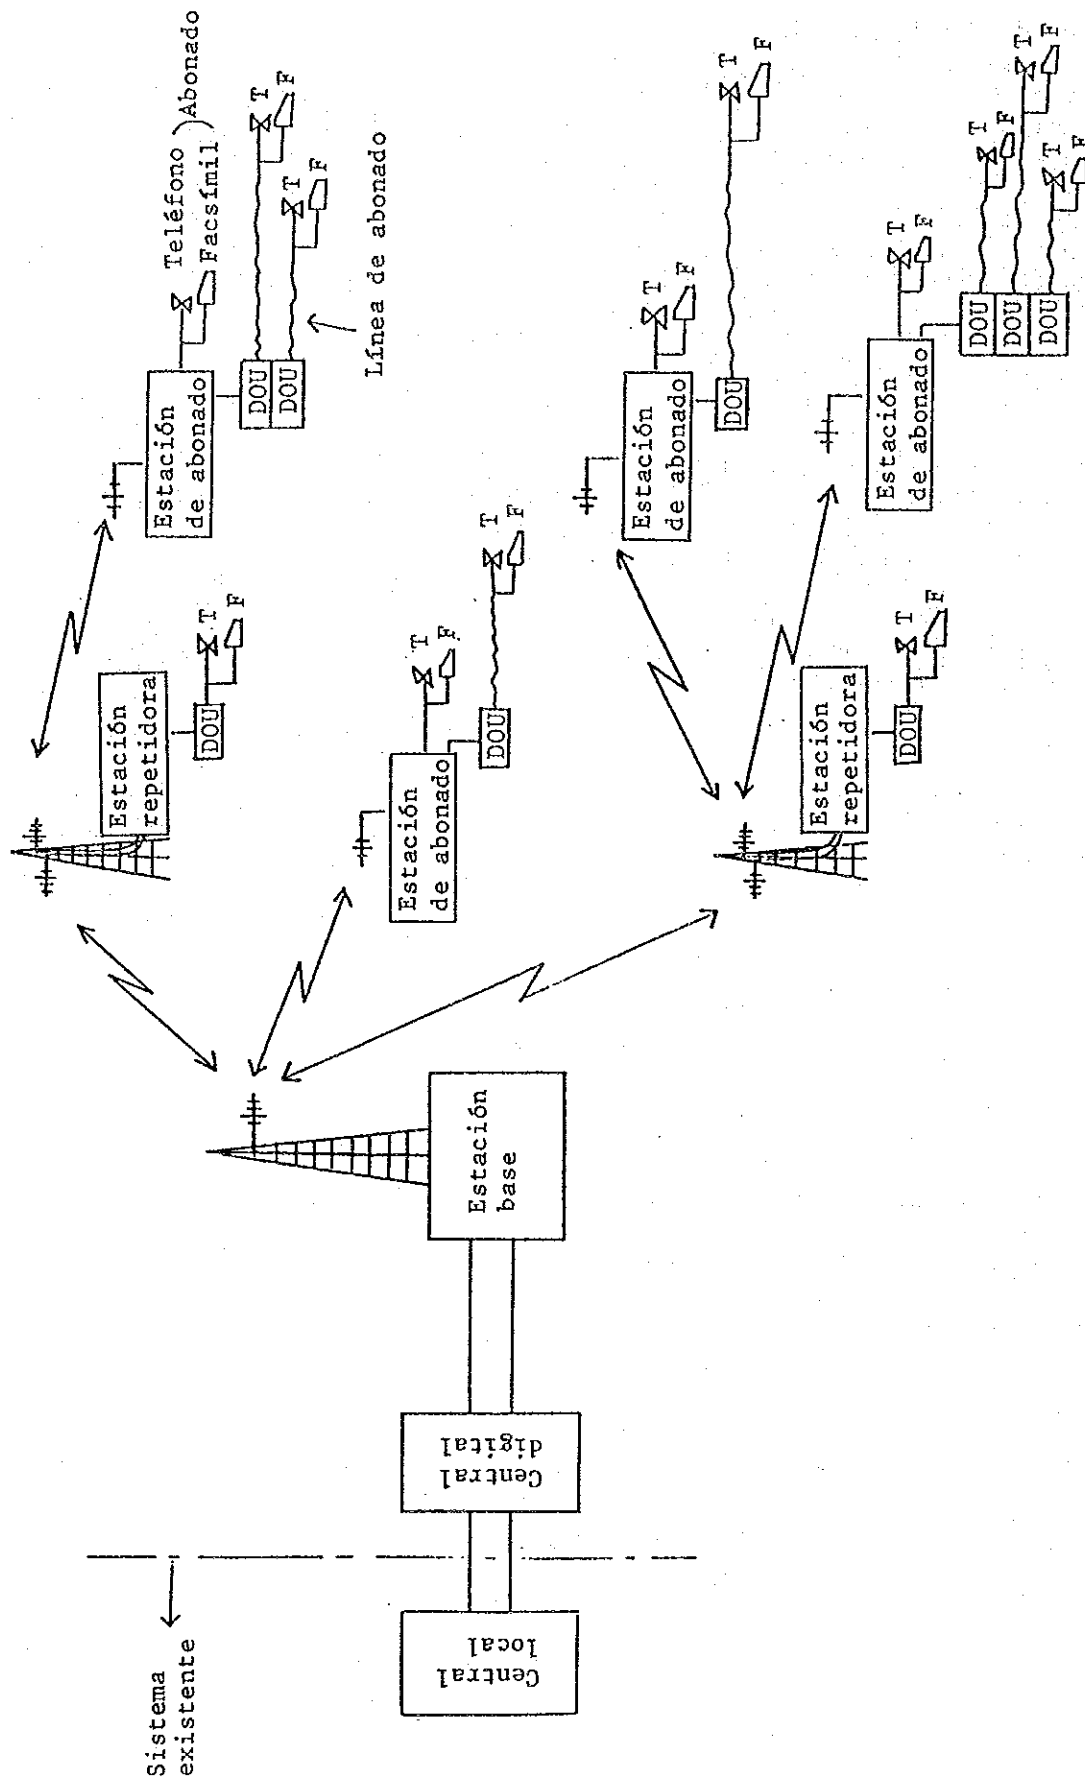 Sistema
existente
Central
local
Central
digital
Estación
base
Estación
repetidora
DOU
T
F
Estación
de abonado
Teléfono
Facsímil
) Abonado
DOU
T
F
DOU
T
F
Línea de abonado
Estación
de abonado
T
F
DOU
T
F
Estación
repetidora
DOU
T
F
Estación
de abonado
T
F
DOU
T
F
Estación
de abonado
T
F
DOU
T
F
DOU
T
F
DOU
T
F